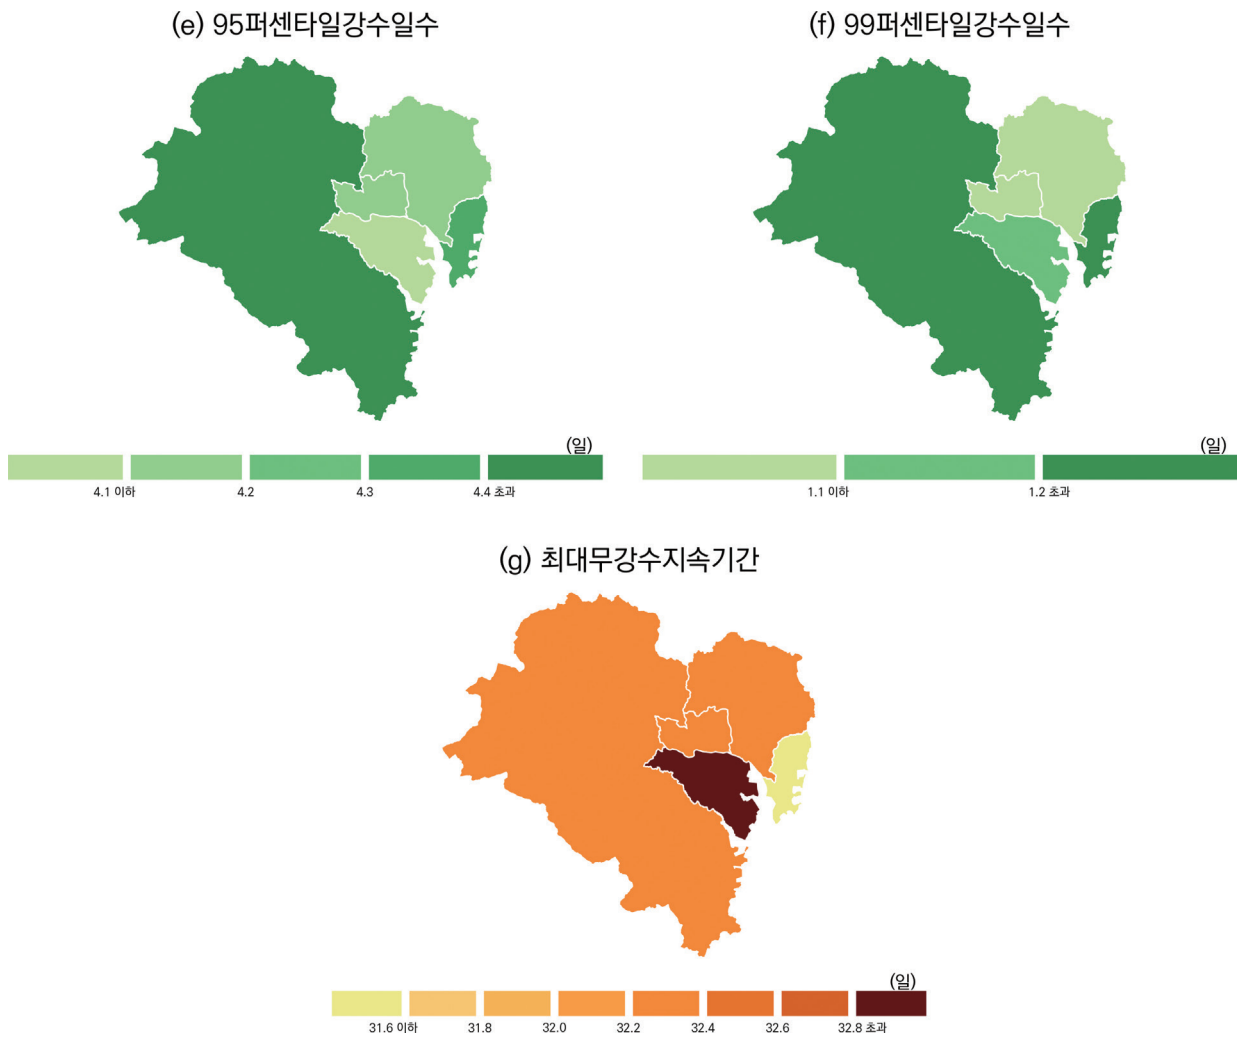 (e) 95퍼센타일강수일수
(f) 99퍼센타일강수일수
(일)
4.1 이하
4.2
4.3
4.4 초과
(일)
1.1 이하
1.2 초과
(g) 최대무강수지속기간
(일)
31.6 이하
31.8
32.0
32.2
32.4
32.6
32.8 초과